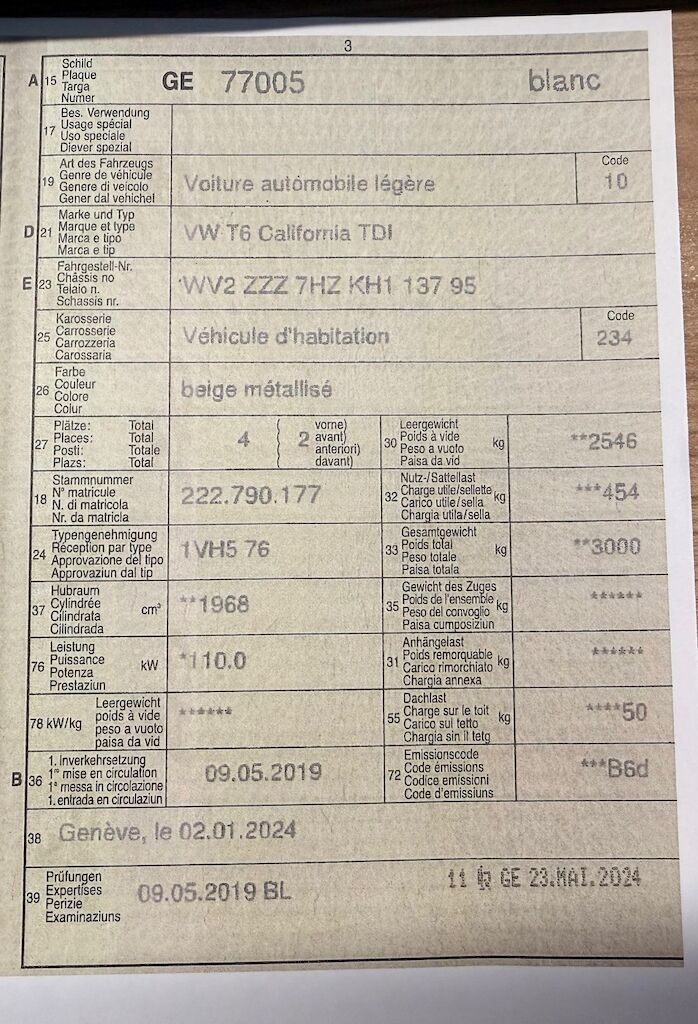 3
A 15 Schild
Plaque
Targa
Numer
GE 77005 blanc
17 Bes. Verwendung
Usage spécial
Uso speciale
Diever spezial
19 Art des Fahrzeugs
Genre de véhicule
Genere di veicolo
Gener dal vehichel
Voiture automobile légère
Code
10
D 21 Marke und Typ
Marque et type
Marca e tipo
Marca e tip
VW T6 California TDI
E 23 Fahrgestell-Nr.
Châssis no
Telaio n.
Schassis nr.
WV2 ZZZ 7HZ KH1 137 95
25 Karosserie
Carrosserie
Carrozzeria
Carossaria
Véhicule d'habitation
Code
234
26 Farbe
Couleur
Colore
Colur
beige métallisé
27 Plätze: Total
Places: Total
Posti: Totale
Plazs: Total
4 2
vorne)
avant)
anteriori)
davant)
30 Leergewicht
Poids à vide
Peso a vuoto
Paisa da vid
kg
**2546
18 Stammnummer
N° matricule
N. di matricola
Nr. da matricla
222.790.177
32 Nutz-/Sattellast
Charge utile/sellette
Carico utile/sella
Chargia utila/sella
kg
***454
24 Typengenehmigung
Réception par type
Approvazione del tipo
Approvaziun dal tip
1VH5 76
33 Gesamtgewicht
Poids total
Peso totale
Paisa totala
kg
**3000
37 Hubraum
Cylindrée
Cilindrata
Cilindrada
cm³
**1968
35 Gewicht des Zuges
Poids de l'ensemble
Peso del convoglio
Paisa cumposiziun
kg
******
76 Leistung
Puissance
Potenza
Prestaziun
kW
*110.0
31 Anhängelast
Poids remorquable
Carico rimorchiato
Chargia annexa
kg
******
78 kW/kg
Leergewicht
poids à vide
peso a vuoto
paisa da vid
******
55 Dachlast
Charge sur le toit
Carico sul tetto
Chargia sin il tetg
kg
****50
B 36 1. Inverkehrsetzung
1re mise en circulation
1a messa in circolazione
1. entrada en circulaziun
09.05.2019
72 Emissionscode
Code émissions
Codice emissioni
Code d'emissiuns
***B6d
38 Genève, le 02.01.2024
39 Prüfungen
Expertises
Perizie
Examinaziuns
09.05.2019 BL
11 GE 23.MAI.2024